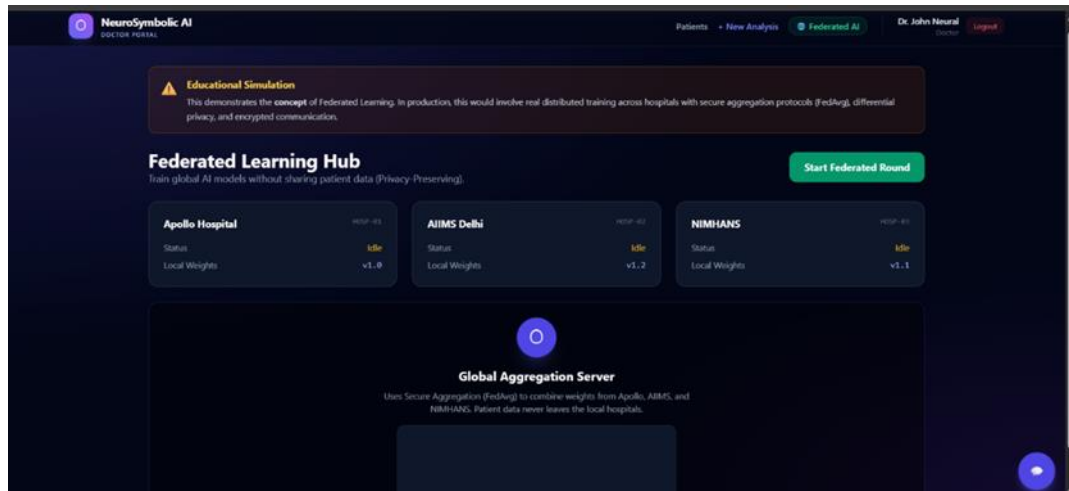 NeuroSymbolic AI
DOCTOR PORTAL
Patients
+ New Analysis
Federated AI
Dr. John Neural
Doctor
Logout
Educational Simulation
This demonstrates the concept of Federated Learning. In production, this would involve real distributed training across hospitals with secure aggregation protocols (FedAvg), differential
privacy, and encrypted communication.
Federated Learning Hub
Train global AI models without sharing patient data (Privacy-Preserving).
Start Federated Round
Apollo Hospital
HOSP-01
Status
Idle
Local Weights
v1.0
AIIMS Delhi
HOSP-02
Status
Idle
Local Weights
v1.2
NIMHANS
HOSP-03
Status
Idle
Local Weights
v1.1
Global Aggregation Server
Uses Secure Aggregation (FedAvg) to combine weights from Apollo, AIIMS, and
NIMHANS. Patient data never leaves the local hospitals.